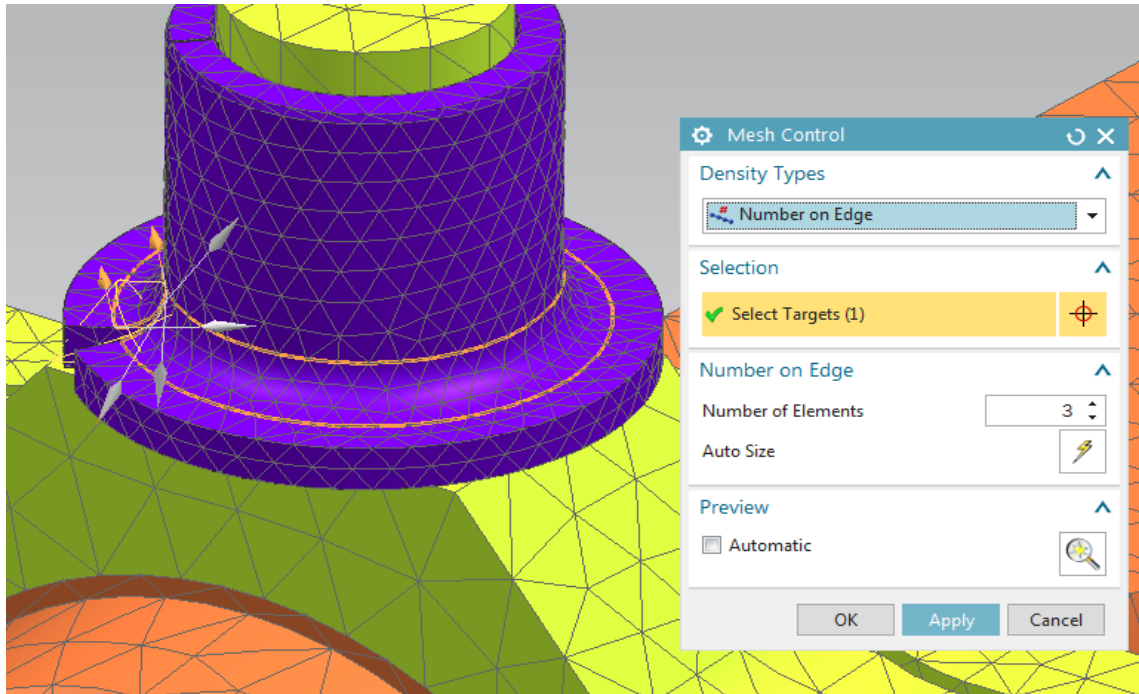 Mesh Control
Density Types
Number on Edge
Selection
Select Targets (1)
Number on Edge
Number of Elements 3
Auto Size
Preview
Automatic
OK Apply Cancel